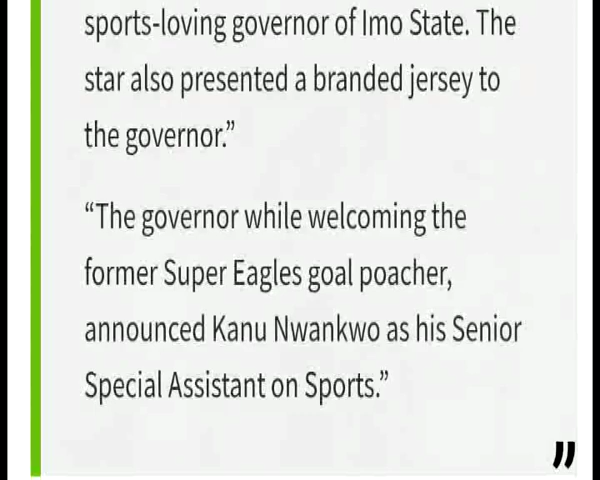 sports-loving governor of Imo State. The
star also presented a branded jersey to
the governor.”
“The governor while welcoming the
former Super Eagles goal poacher,
announced Kanu Nwankwo as his Senior
Special Assistant on Sports.”
”